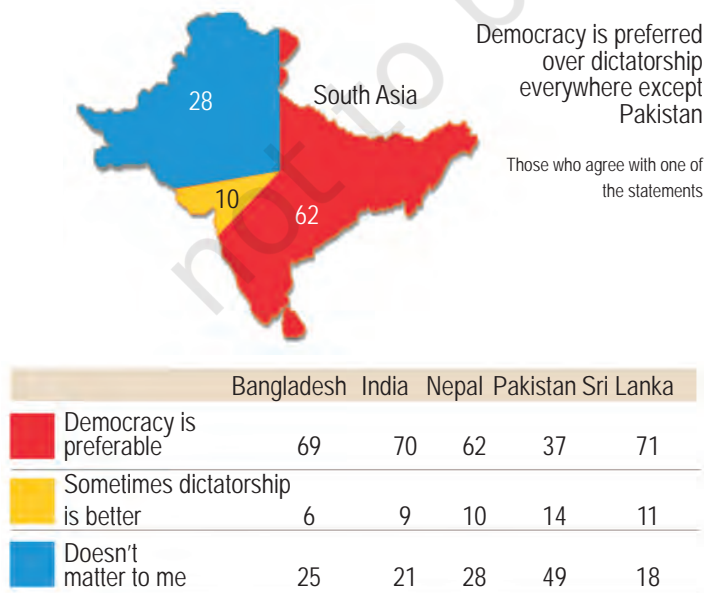 Democracy is preferred
over dictatorship
everywhere except
Pakistan
Those who agree with one of
the statements
South Asia
28
10
62
not to b
Bangladesh India Nepal Pakistan Sri Lanka
Democracy is
preferable 69 70 62 37 71
Sometimes dictatorship
is better 6 9 10 14 11
Doesn't
matter to me 25 21 28 49 18